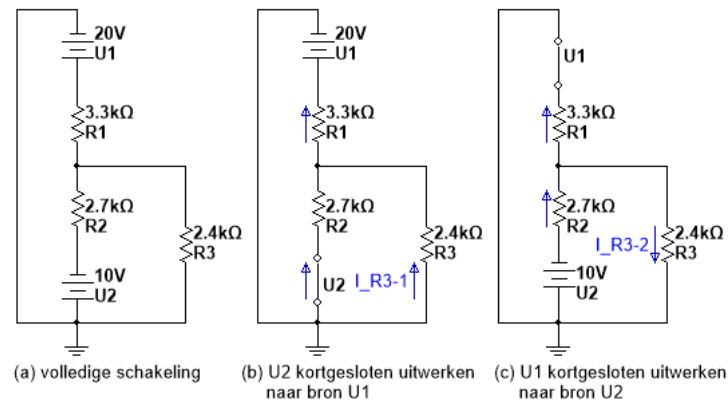 20V
U1
3.3kΩ
R1
2.7kΩ
R2
2.4kΩ
R3
10V
U2
(a) volledige schakeling
20V
U1
3.3kΩ
R1
2.7kΩ
R2
2.4kΩ
R3
U2
I_R3-1
(b) U2 kortgesloten uitwerken
naar bron U1
U1
3.3kΩ
R1
2.7kΩ
R2
2.4kΩ
R3
I_R3-2
10V
U2
(c) U1 kortgesloten uitwerken
naar bron U2